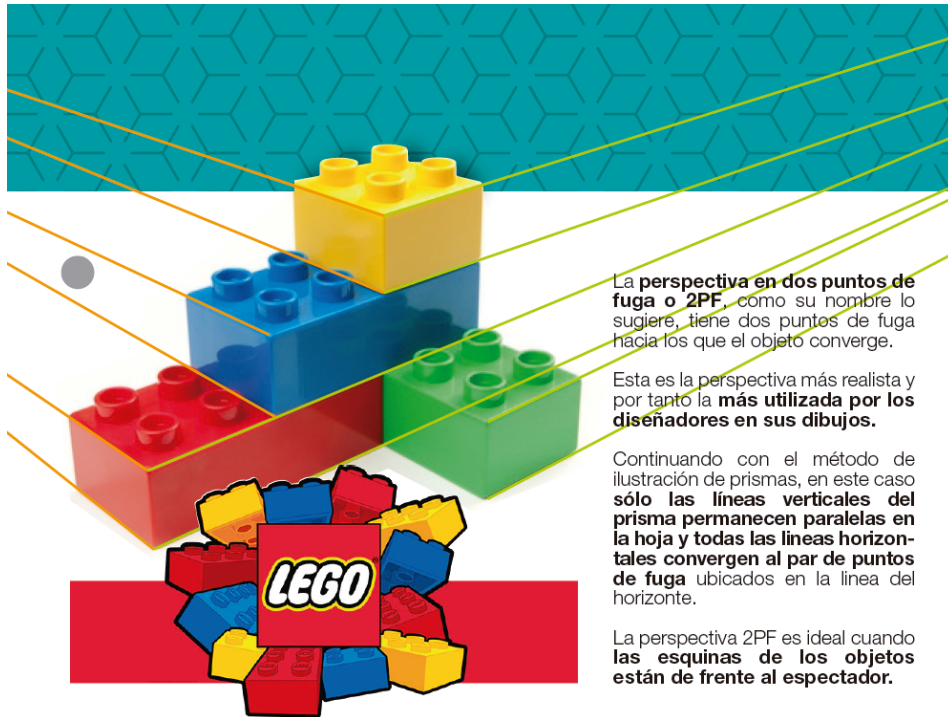 La perspectiva en dos puntos de
fuga o 2PF, como su nombre lo
sugiere, tiene dos puntos de fuga
hacia los que el objeto converge.
Esta es la perspectiva más realista y
por tanto la más utilizada por los
diseñadores en sus dibujos.
Continuando con el método de
ilustración de prismas, en este caso
sólo las líneas verticales del
prisma permanecen paralelas en
la hoja y todas las lineas horizon-
tales convergen al par de puntos
de fuga ubicados en la linea del
horizonte.
La perspectiva 2PF es ideal cuando
las esquinas de los objetos
están de frente al espectador.
LEGO